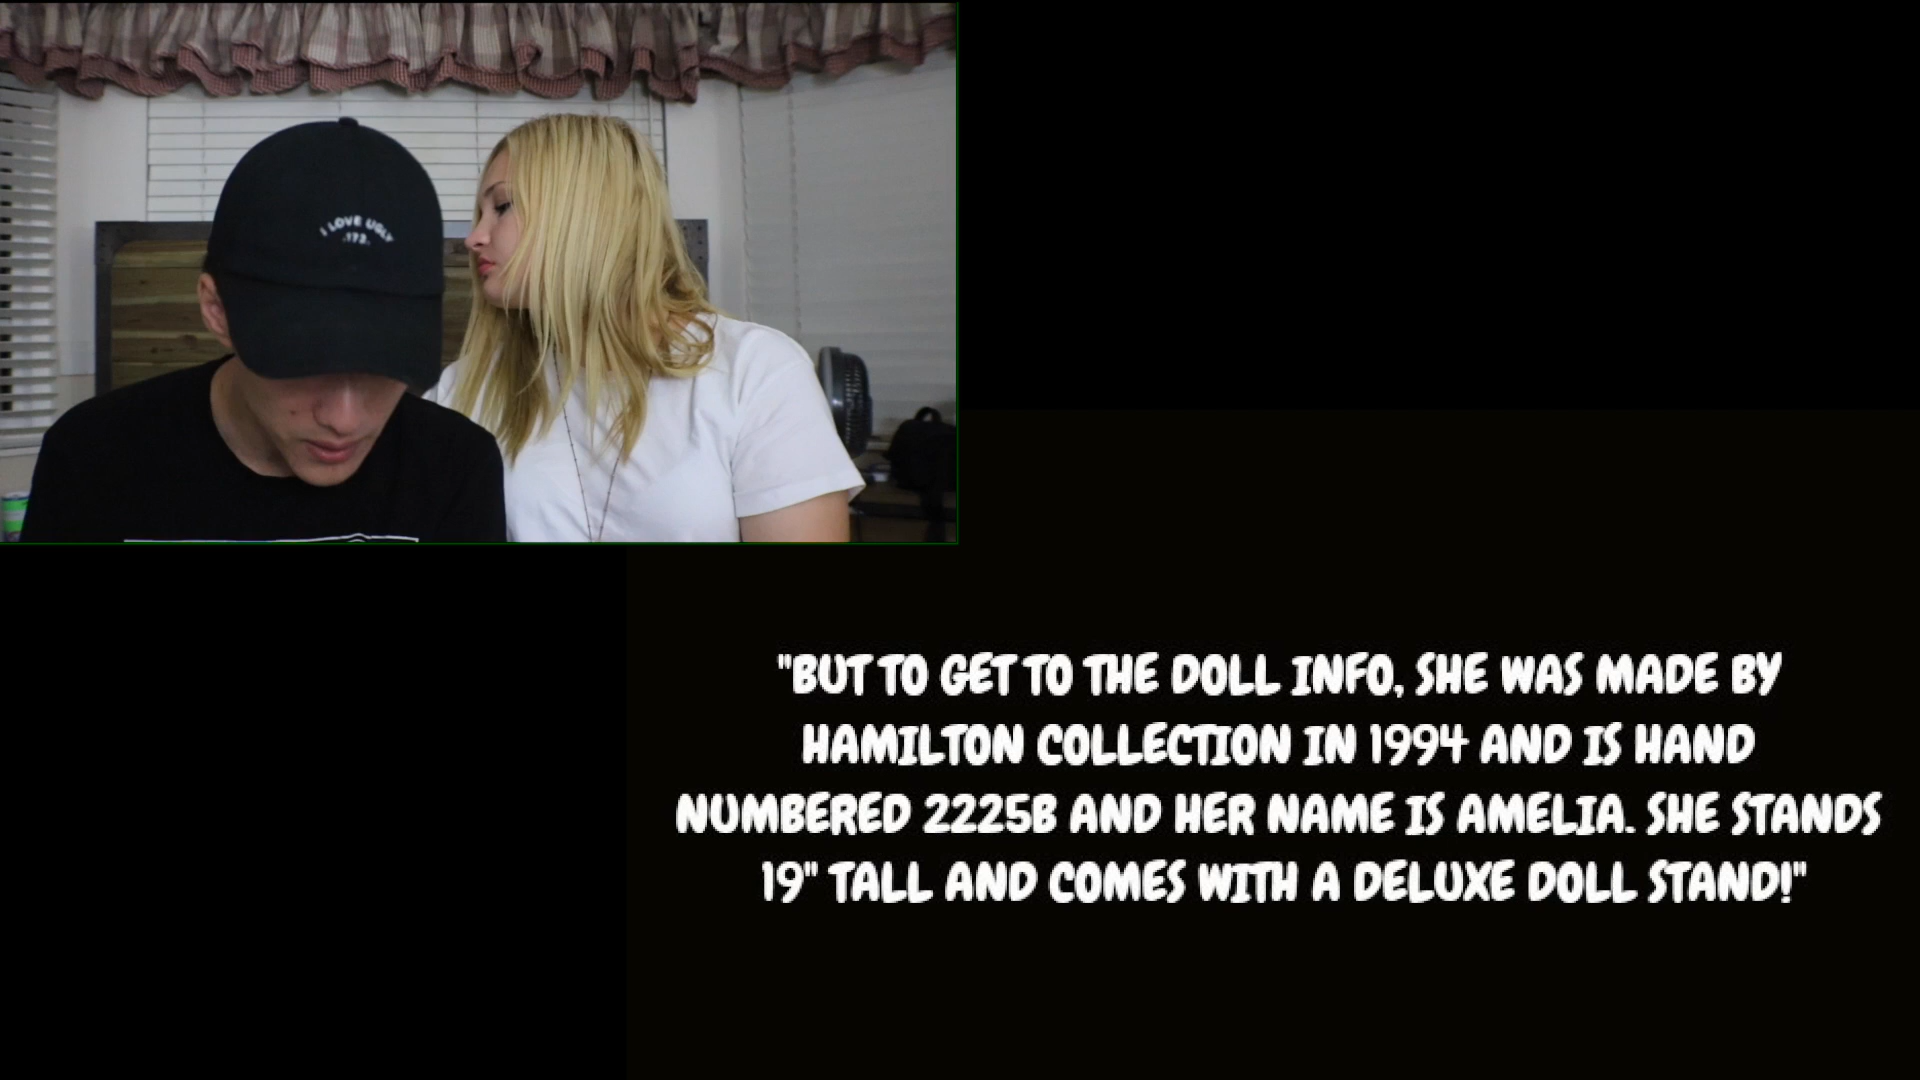 I LOVE UGLY
.173.
"BUT TO GET TO THE DOLL INFO, SHE WAS MADE BY
HAMILTON COLLECTION IN 1994 AND IS HAND
NUMBERED 2225B AND HER NAME IS AMELIA. SHE STANDS
19" TALL AND COMES WITH A DELUXE DOLL STAND!"